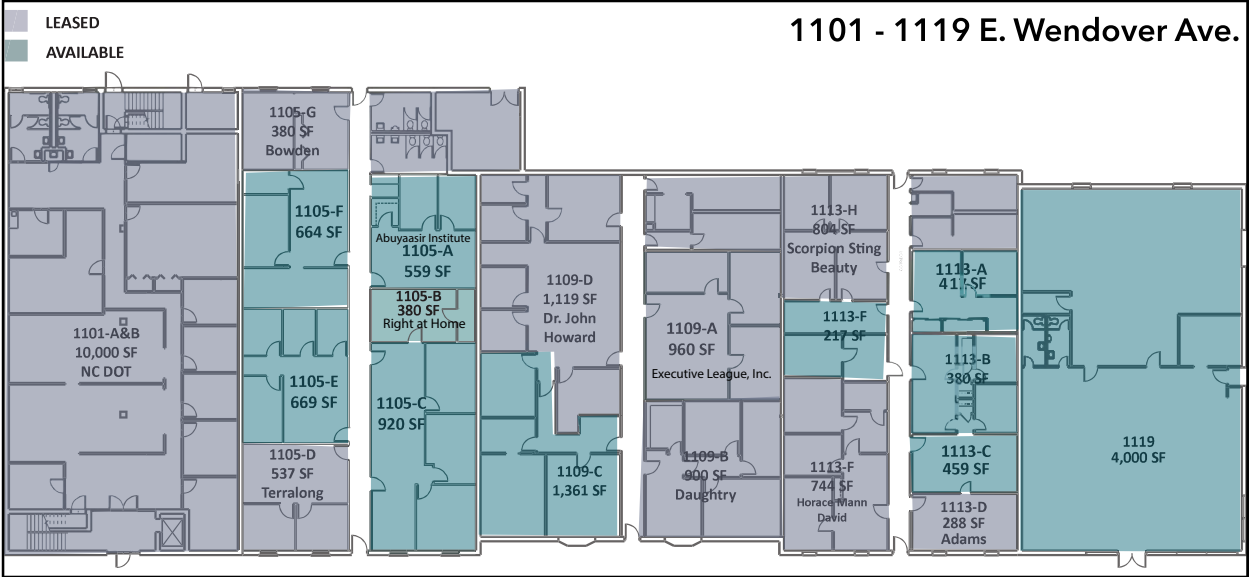 LEASED
AVAILABLE
1101 - 1119 E. Wendover Ave.
1101-A&B
10,000 SF
NC DOT
1105-G
380 SF
Bowden
1105-F
664 SF
1105-E
669 SF
1105-D
537 SF
Terralong
Abuyaasir Institute
1105-A
559 SF
1105-B
380 SF
Right at Home
1105-C
920 SF
1109-D
1,119 SF
Dr. John
Howard
1109-C
1,361 SF
1109-A
960 SF
Executive League, Inc.
1109-B
900 SF
Daughtry
1113-H
804 SF
Scorpion Sting
Beauty
1113-F
217 SF
1113-F
744 SF
Horace Mann
David
1113-A
417 SF
1113-B
380 SF
1113-C
459 SF
1113-D
288 SF
Adams
1119
4,000 SF